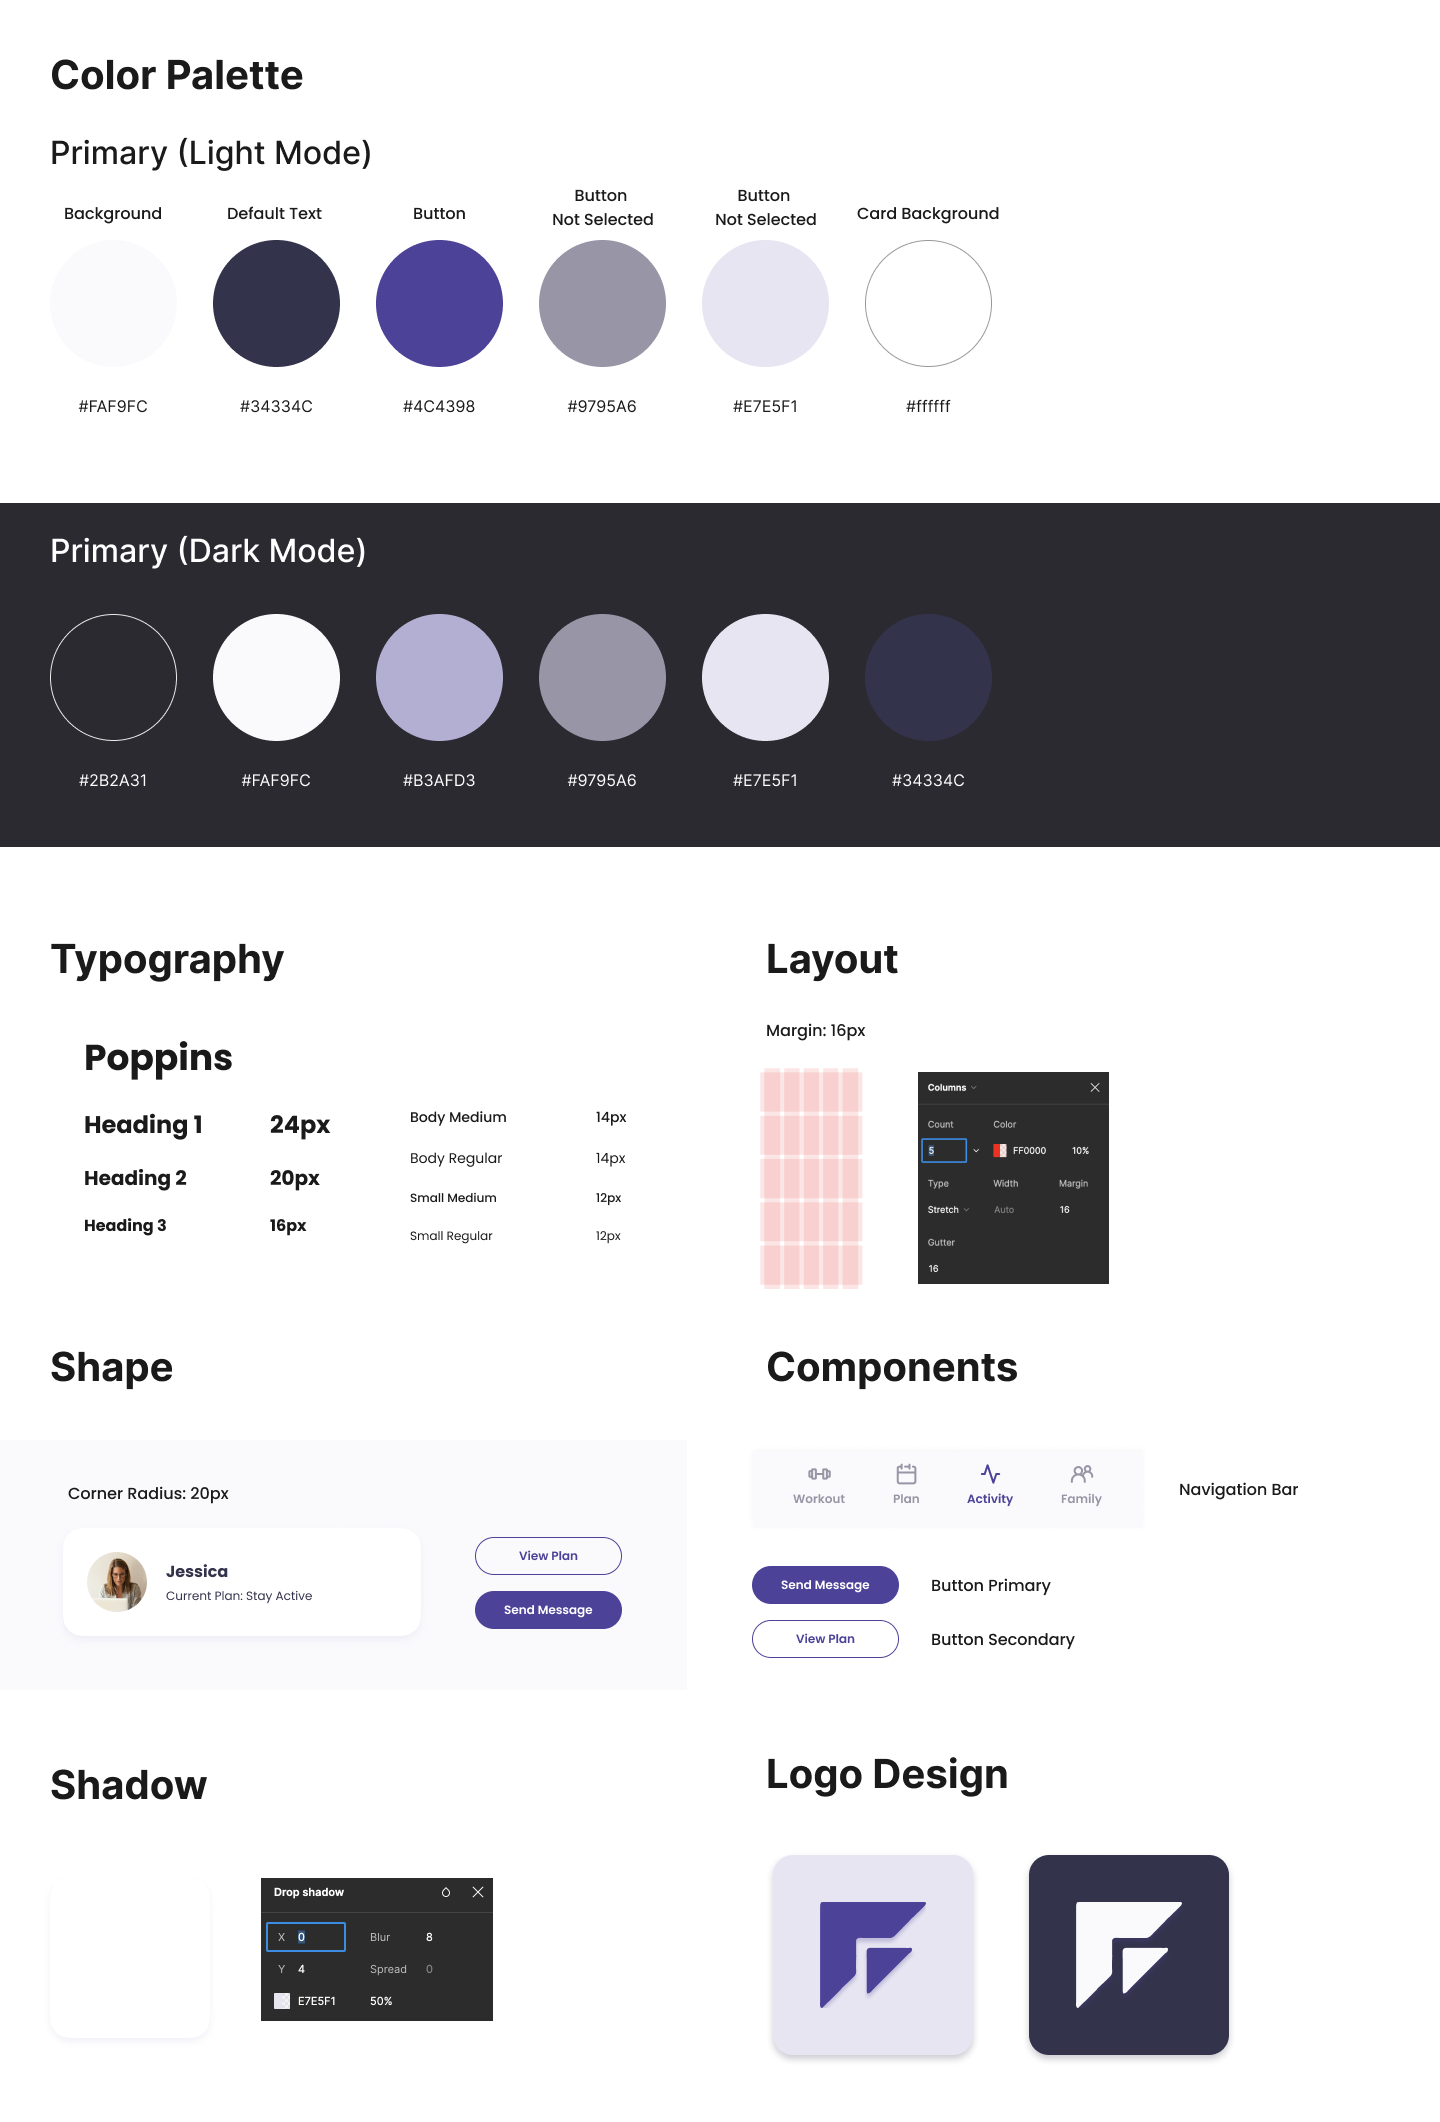 Color Palette
Primary (Light Mode)
Background
Default Text
Button
Button
Not Selected
Button
Not Selected
Card Background
#FAF9FC
#34334C
#4C4398
#9795A6
#E7E5F1
#ffffff
Primary (Dark Mode)
#2B2A31
#FAF9FC
#B3AFD3
#9795A6
#E7E5F1
#34334C
Typography
Poppins
Heading 1 24px
Heading 2 20px
Heading 3 16px
Body Medium 14px
Body Regular 14px
Small Medium 12px
Small Regular 12px
Layout
Margin: 16px
Columns
Count Color
5 FF0000 10%
Type Width Margin
Stretch Auto 16
Gutter
16
Shape
Corner Radius: 20px
Jessica
Current Plan: Stay Active
View Plan
Send Message
Components
Workout Plan Activity Family
Navigation Bar
Send Message
Button Primary
View Plan
Button Secondary
Shadow
Drop shadow
X 0 Blur 8
Y 4 Spread 0
E7E5F1 50%
Logo Design